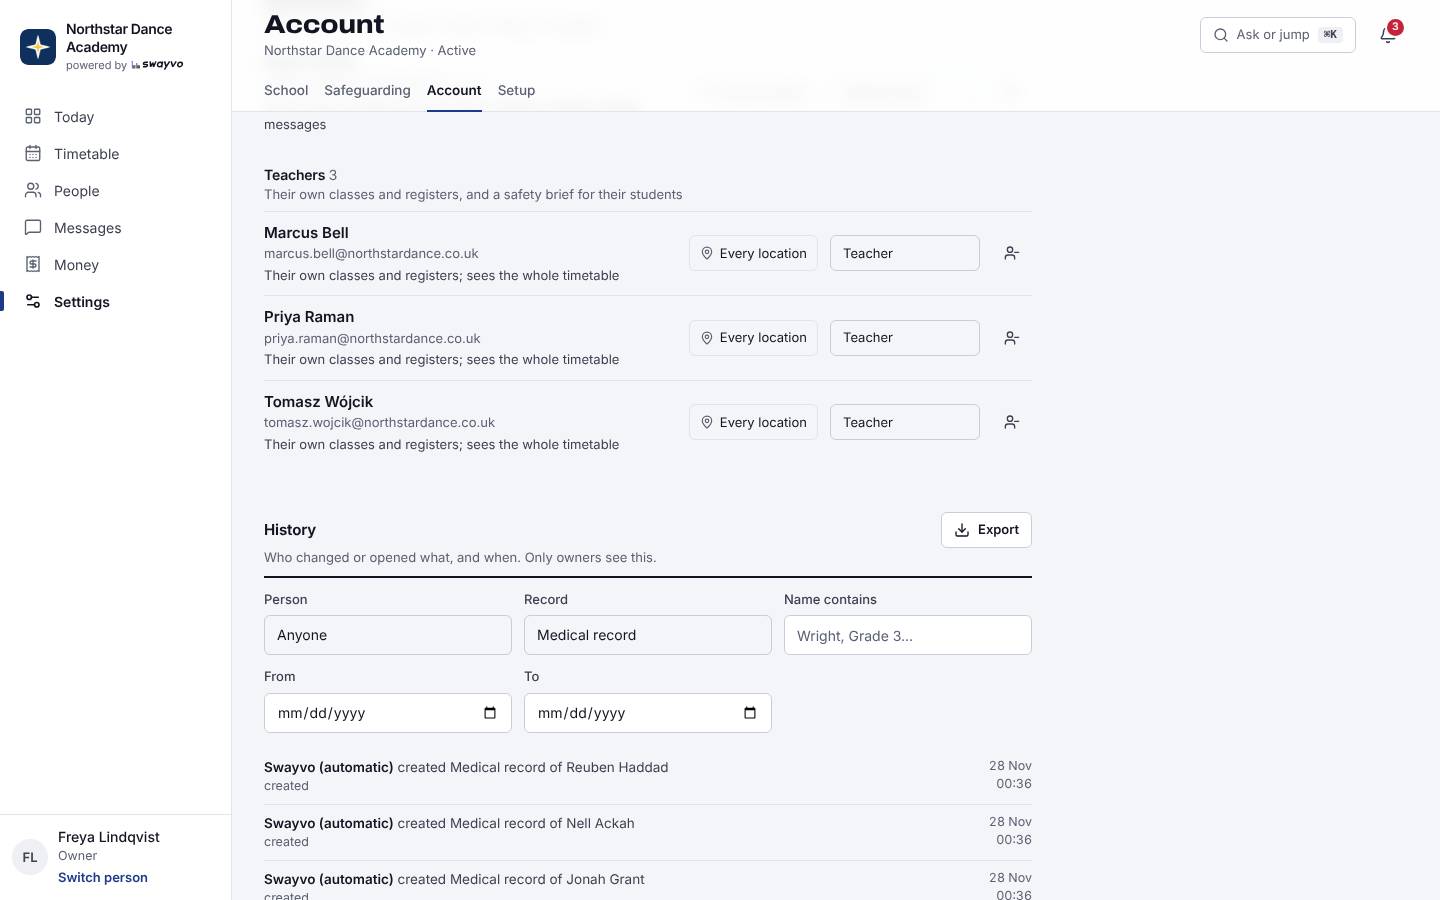 Northstar Dance
Academy
powered by swayvo
Today
Timetable
People
Messages
Money
Settings
Freya Lindqvist
FL
Owner
Switch person
Account
Northstar Dance Academy · Active
Ask or jump ⌘K
3
School Safeguarding Account Setup
messages
Teachers 3
Their own classes and registers, and a safety brief for their students
Marcus Bell
marcus.bell@northstardance.co.uk
Their own classes and registers; sees the whole timetable
Every location Teacher
Priya Raman
priya.raman@northstardance.co.uk
Their own classes and registers; sees the whole timetable
Every location Teacher
Tomasz Wójcik
tomasz.wojcik@northstardance.co.uk
Their own classes and registers; sees the whole timetable
Every location Teacher
History
Export
Who changed or opened what, and when. Only owners see this.
Person Record Name contains
Anyone Medical record Wright, Grade 3...
From To
mm/dd/yyyy mm/dd/yyyy
Swayvo (automatic) created Medical record of Reuben Haddad 28 Nov
created 00:36
Swayvo (automatic) created Medical record of Nell Ackah 28 Nov
created 00:36
Swayvo (automatic) created Medical record of Jonah Grant 28 Nov
created 00:36